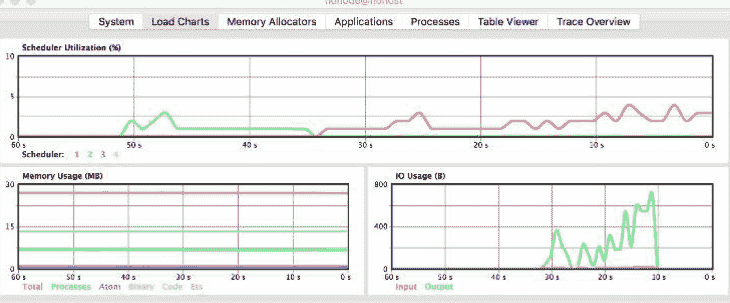 nonode@nohost
System Load Charts Memory Allocators Applications Processes Table Viewer Trace Overview
Scheduler Utilization (%)
10
5
0
60 s 50 s 40 s 30 s 20 s 10 s 0 s
Scheduler: 1 2 3 4
Memory Usage (MB)
30
15
0
60 s 50 s 40 s 30 s 20 s 10 s 0 s
Total Processes Atom Binary Code Ets
IO Usage (B)
800
400
0
60 s 50 s 40 s 30 s 20 s 10 s 0 s
Input Output